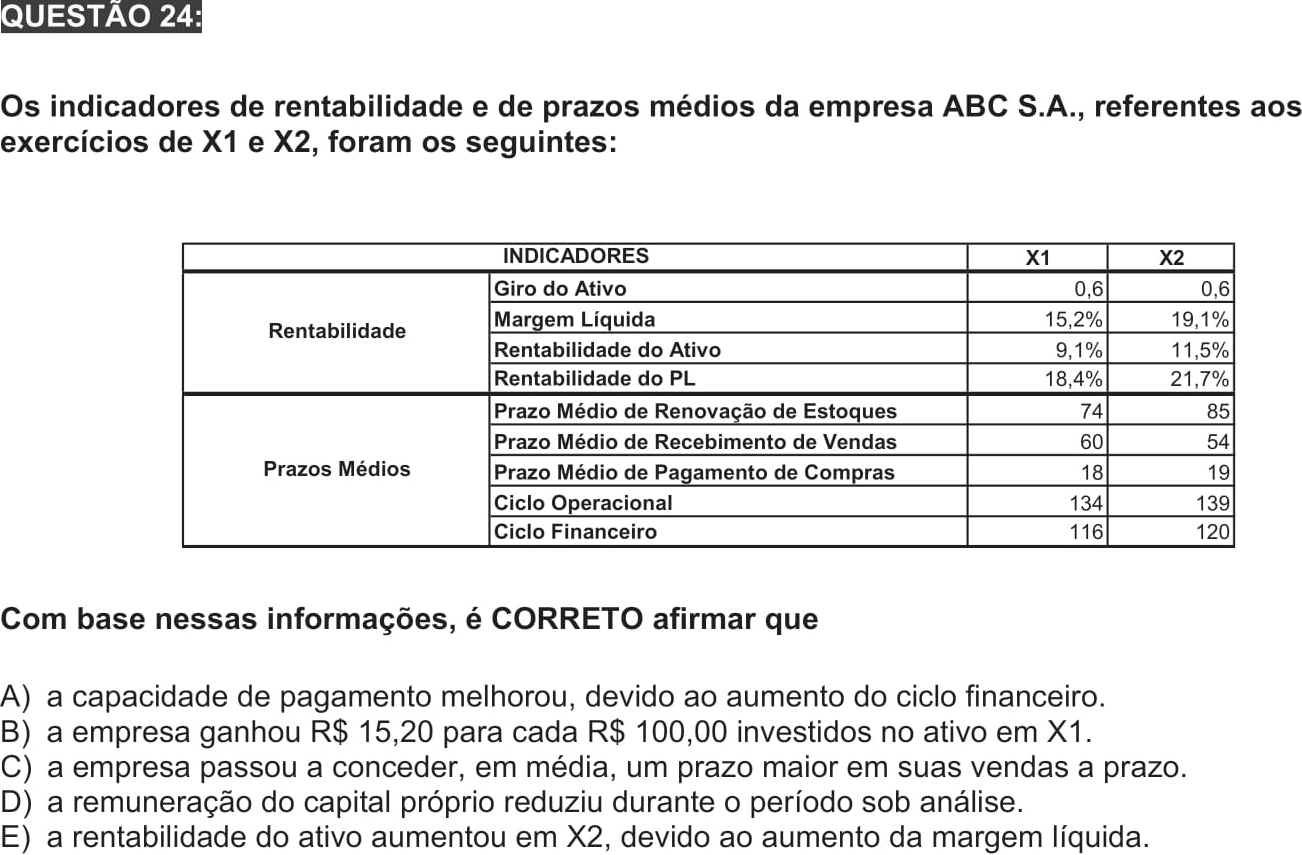 QUESTÃO 24:
Os indicadores de rentabilidade e de prazos médios da empresa ABC S.A., referentes aos
exercícios de X1 e X2, foram os seguintes:
INDICADORES X1 X2
Rentabilidade
Giro do Ativo 0,6 0,6
Margem Líquida 15,2% 19,1%
Rentabilidade do Ativo 9,1% 11,5%
Rentabilidade do PL 18,4% 21,7%
Prazos Médios
Prazo Médio de Renovação de Estoques 74 85
Prazo Médio de Recebimento de Vendas 60 54
Prazo Médio de Pagamento de Compras 18 19
Ciclo Operacional 134 139
Ciclo Financeiro 116 120
Com base nessas informações, é CORRETO afirmar que
A) a capacidade de pagamento melhorou, devido ao aumento do ciclo financeiro.
B) a empresa ganhou R$ 15,20 para cada R$ 100,00 investidos no ativo em X1.
C) a empresa passou a conceder, em média, um prazo maior em suas vendas a prazo.
D) a remuneração do capital próprio reduziu durante o período sob análise.
E) a rentabilidade do ativo aumentou em X2, devido ao aumento da margem líquida.